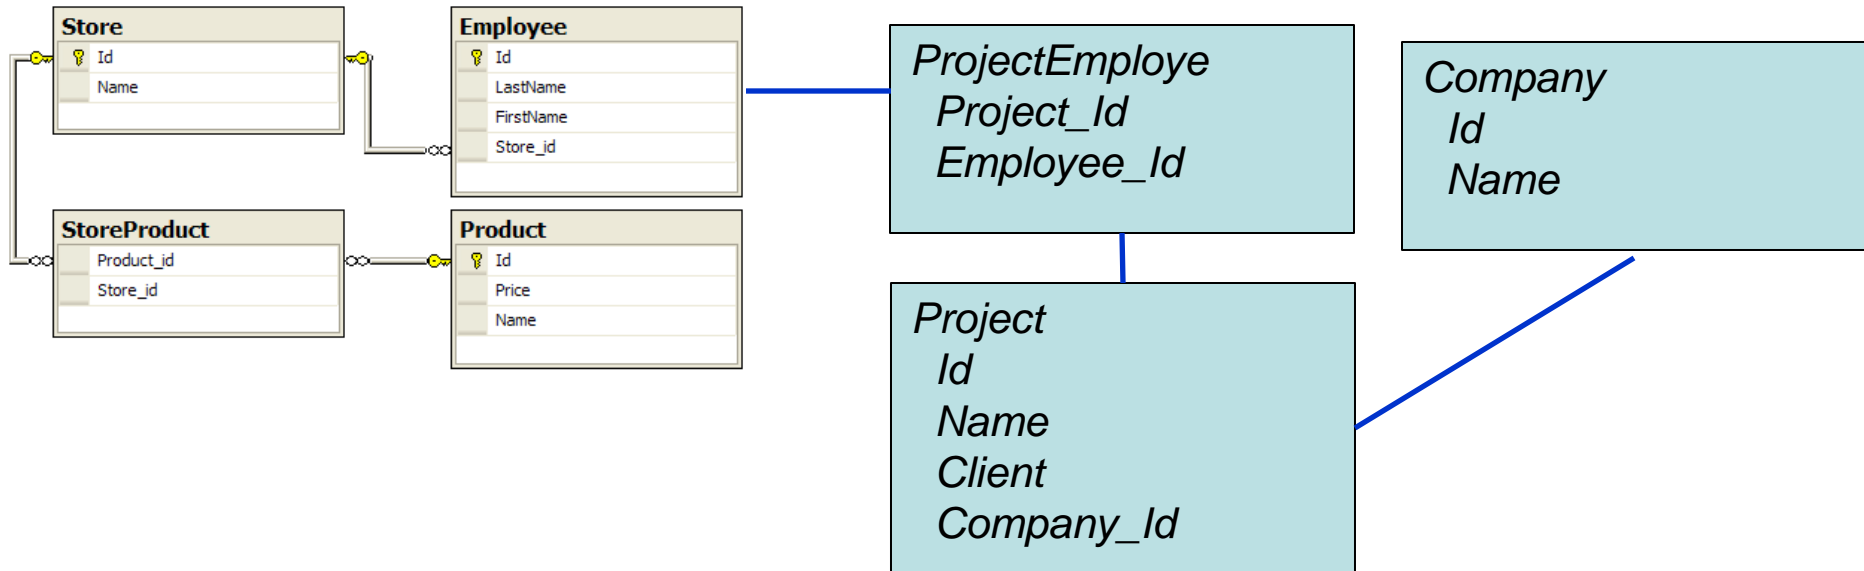 Store
Id
Name
Employee
Id
LastName
FirstName
Store_id
StoreProduct
Product_id
Store_id
Product
Id
Price
Name
ProjectEmploye
Project_Id
Employee_Id
Project
Id
Name
Client
Company_Id
Company
Id
Name